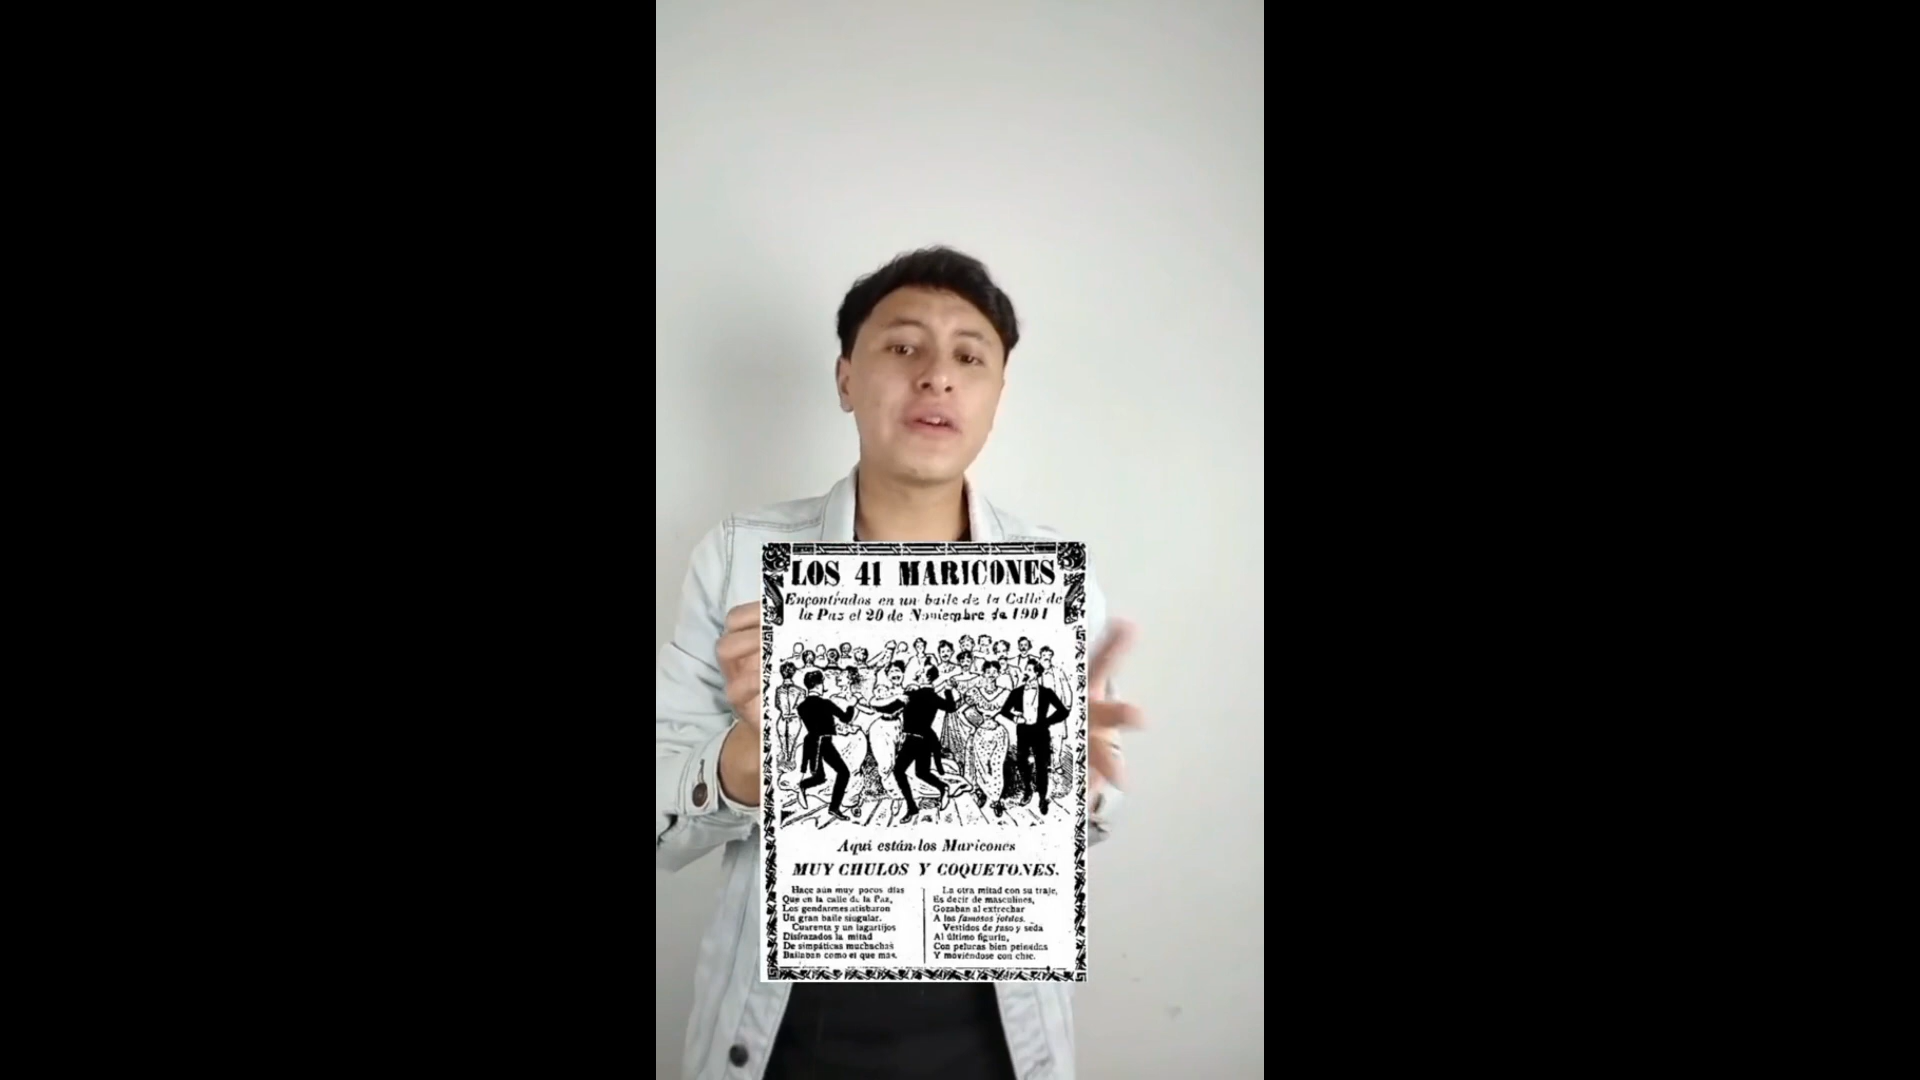 LOS 41 MARICONES
Encontrados en un baile de la Calle de
la Paz el 20 de Noviembre de 1901
Aquí están los Maricones
MUY CHULOS Y COQUETONES.
Hace aún muy pocos días
Que en la calle de la Paz,
Los gendarmes atisbaron
Un gran baile singular.
Cuarenta y un lagartijos
Disfrazados la mitad
De simpáticas muchachas
Bailaban como el que mas.
La otra mitad con su traje,
Es decir de masculinos,
Gozaban al estrechar
A los famosos jotitos.
Vestidos de raso y seda
Al último figurín,
Con pelucas bien peinadas
Y moviéndose con chic.